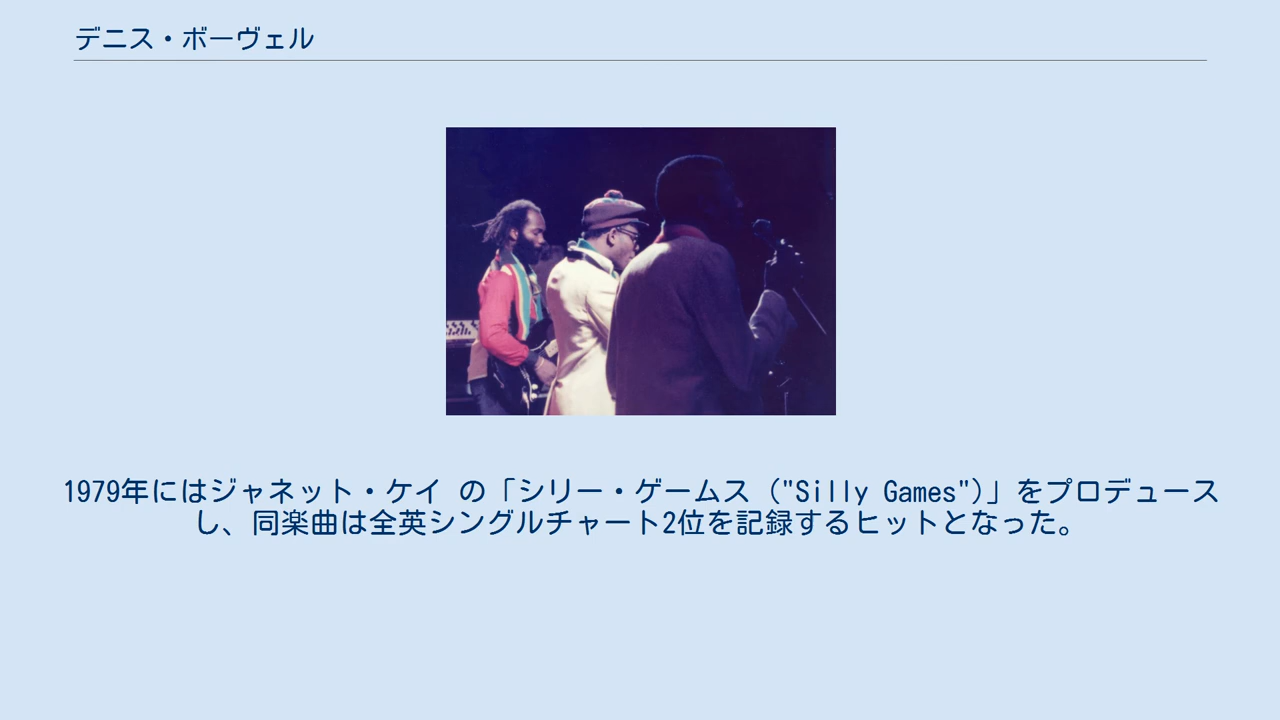 デニス・ボーヴェル
1979年にはジャネット・ケイ の「シリー・ゲームス ("Silly Games")」をプロデュース
し、同楽曲は全英シングルチャート2位を記録するヒットとなった。